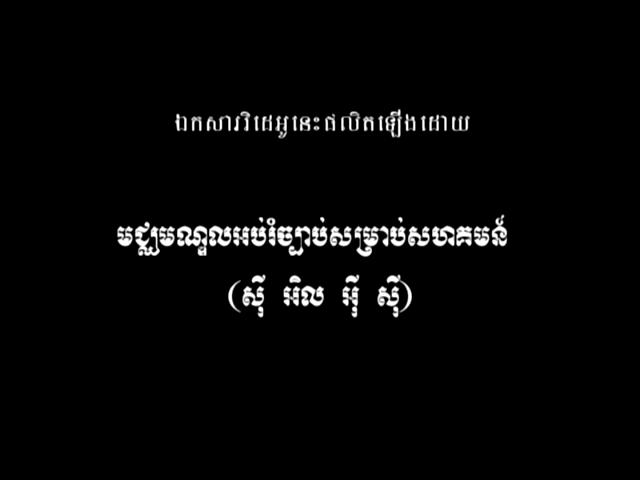 ឯកសារវីដេអូនេះផលិតឡើងដោយ
មជ្ឈមណ្ឌលអប់រំច្បាប់សម្រាប់សហគមន៍
(ស៊ី អិល អ៊ី ស៊ី)